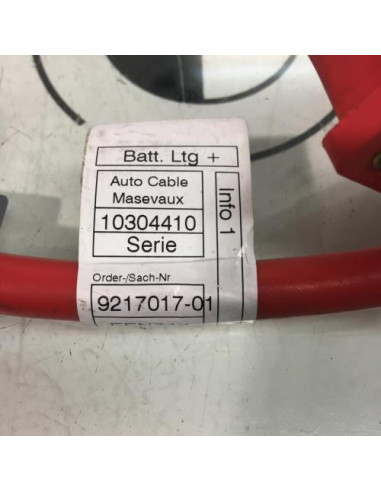 Batt. Ltg +
Auto Cable
Masevaux
10304410
Serie
Info 1
Order-/Sach-Nr
9217017-01